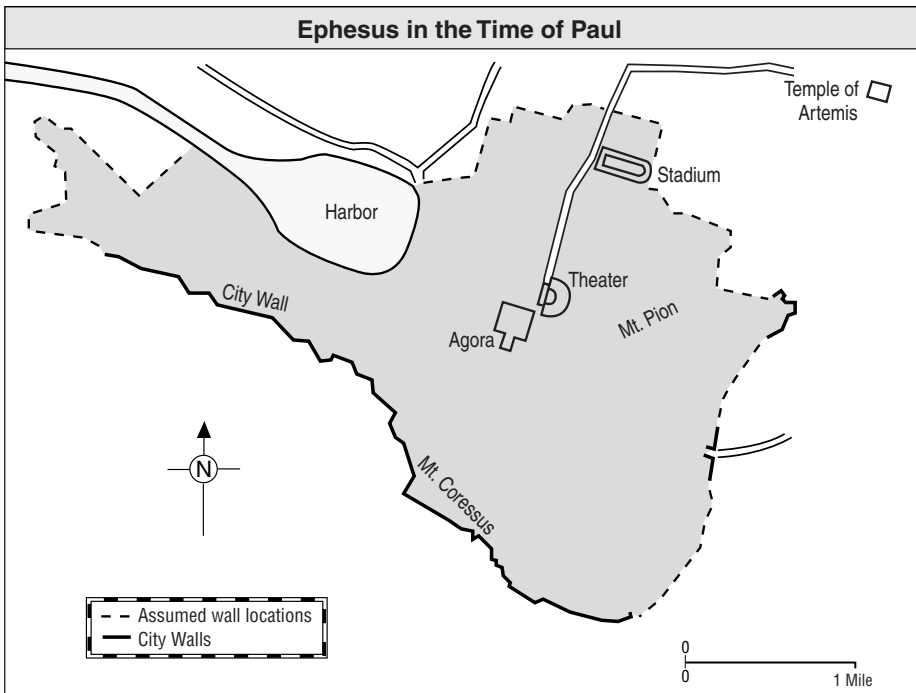 Ephesus in the Time of Paul
Temple of
Artemis
Stadium
Harbor
Theater
City Wall
Mt. Pion
Agora
Mt. Coressus
N
Assumed wall locations
City Walls
0
0
1 Mile